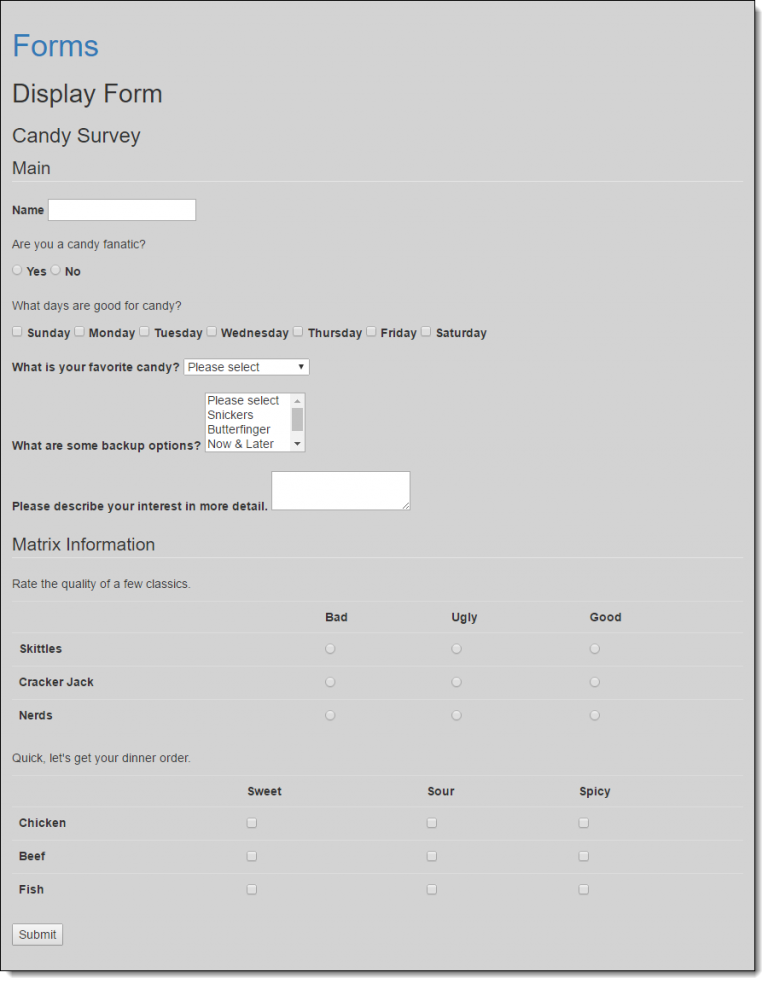 Forms
Display Form
Candy Survey
Main
Name
Are you a candy fanatic?
Yes No
What days are good for candy?
Sunday Monday Tuesday Wednesday Thursday Friday Saturday
What is your favorite candy? Please select
Please select
Snickers
Butterfinger
What are some backup options? Now & Later
Please describe your interest in more detail.
Matrix Information
Rate the quality of a few classics.
Bad Ugly Good
Skittles
Cracker Jack
Nerds
Quick, let's get your dinner order.
Sweet Sour Spicy
Chicken
Beef
Fish
Submit